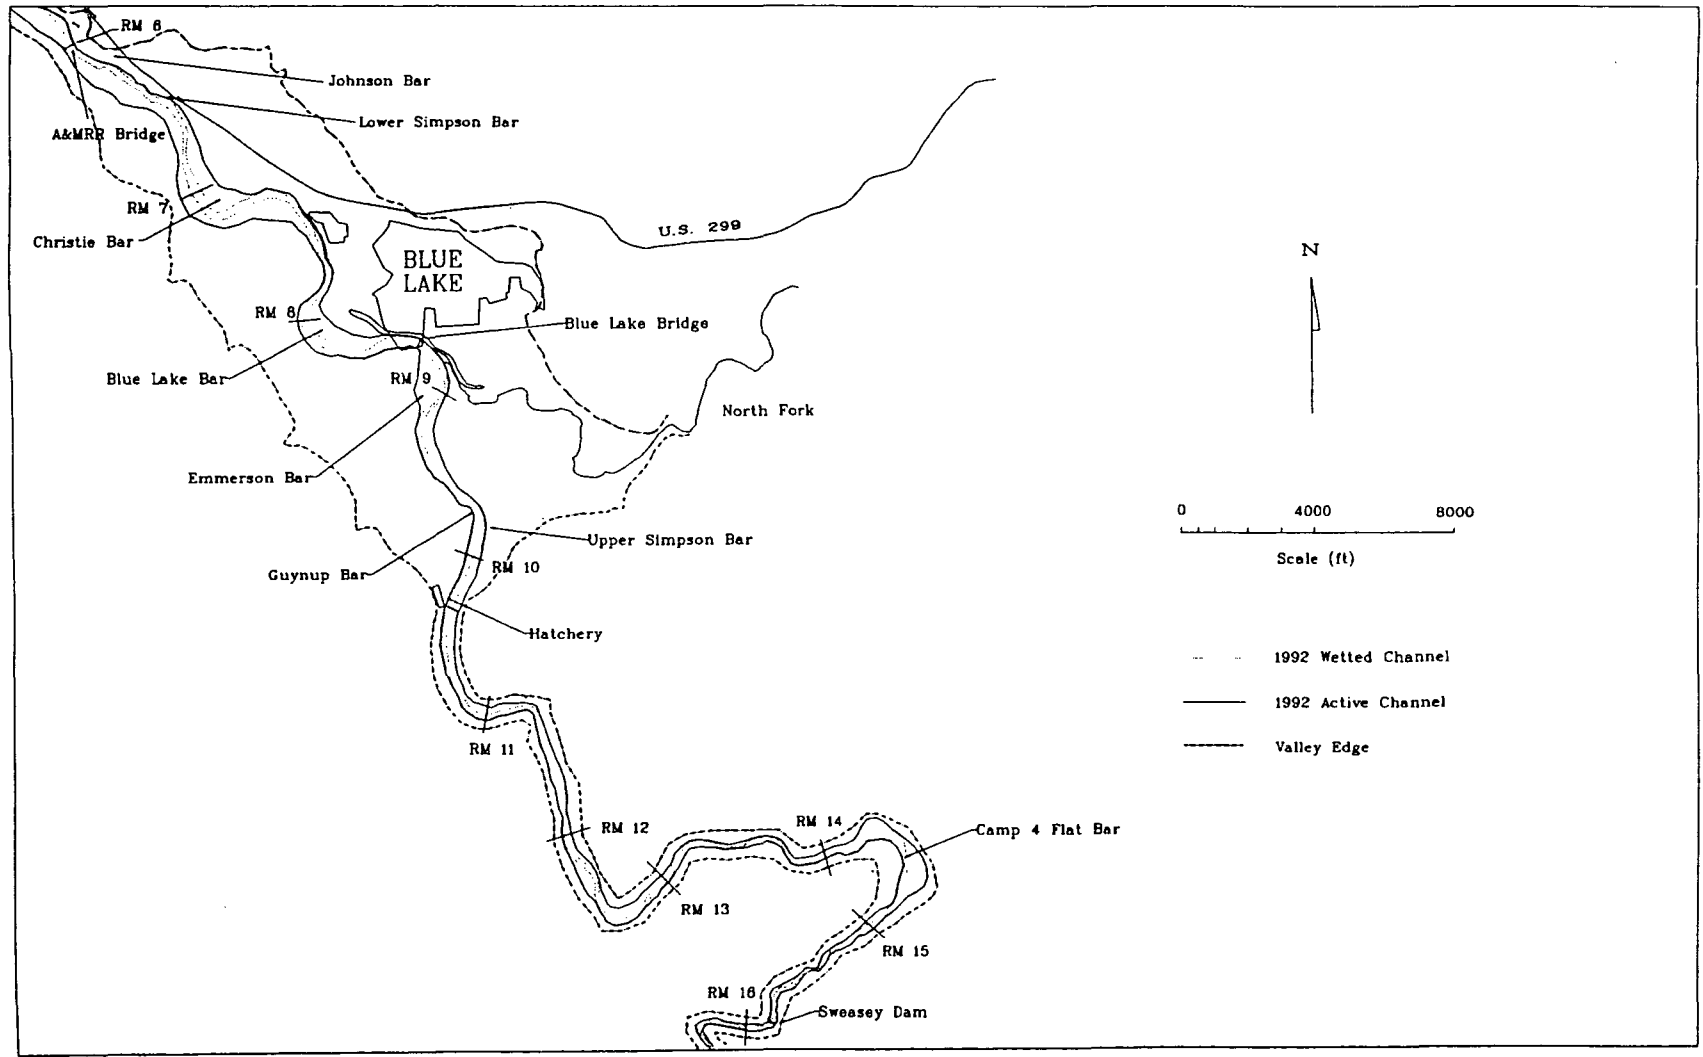 RM 6
Johnson Bar
Lower Simpson Bar
A&MRR Bridge
RM 7
Christie Bar
U.S. 299
N
BLUE
LAKE
RM 8
Blue Lake Bridge
Blue Lake Bar
RM 9
North Fork
Emmerson Bar
0 4000 8000
Scale (ft)
Upper Simpson Bar
RM 10
Guynup Bar
Hatchery
1992 Wetted Channel
1992 Active Channel
Valley Edge
RM 11
RM 12
RM 14
Camp 4 Flat Bar
RM 13
RM 15
RM 16
Sweasey Dam